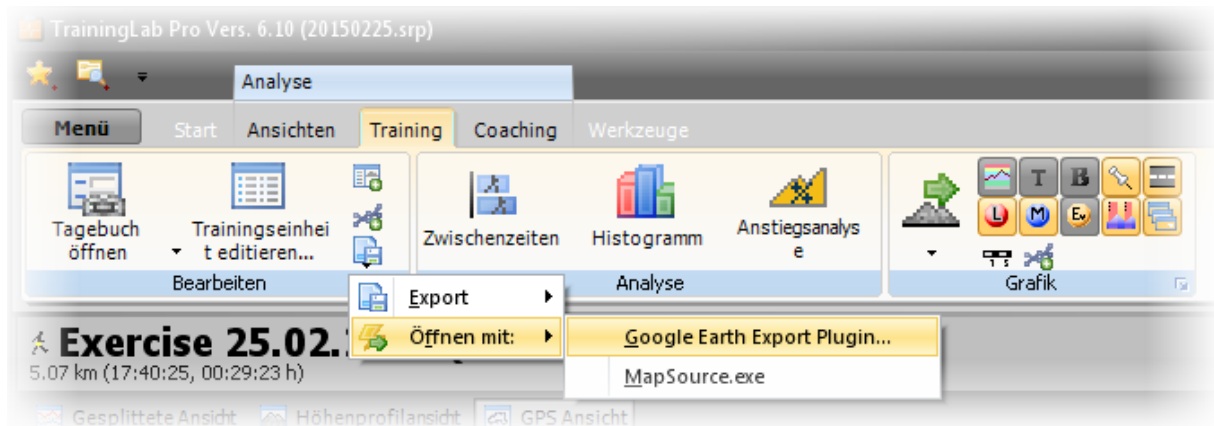 TrainingLab Pro Vers. 6.10 (20150225.srp)
Analyse
Menü Start Ansichten Training Coaching Werkzeuge
Tagebuch öffnen
Trainingseinhei
t editieren...
Zwischenzeiten
Histogramm
Anstiegsanalys
e
T B
L M Ev
Bearbeiten Analyse Grafik
Export
Öffnen mit:
Google Earth Export Plugin...
MapSource.exe
Exercise 25.02.
5.07 km (17:40:25, 00:29:23 h)
Gesplittete Ansicht Höhenprofilansicht GPS Ansicht